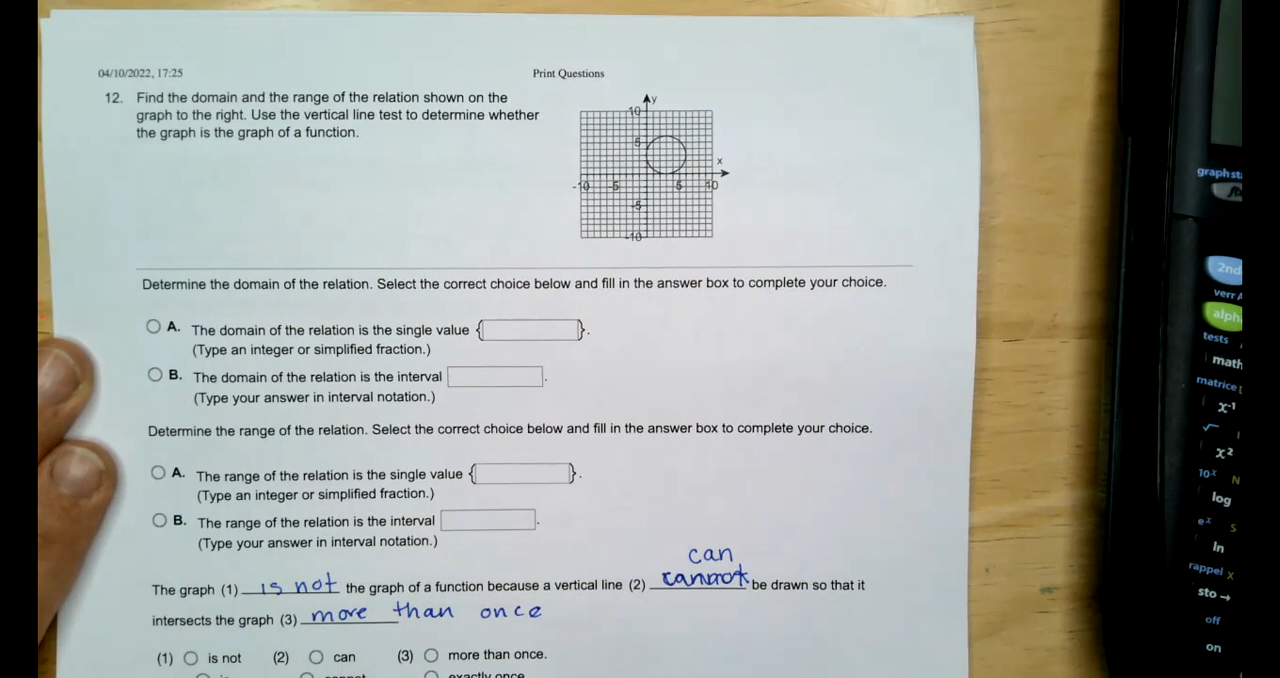 04/10/2022, 17:25
Print Questions
12. Find the domain and the range of the relation shown on the
graph to the right. Use the vertical line test to determine whether
the graph is the graph of a function.
y
10
5
x
-10 -5 5 10
-5
-10
Determine the domain of the relation. Select the correct choice below and fill in the answer box to complete your choice.
A. The domain of the relation is the single value { }.
(Type an integer or simplified fraction.)
B. The domain of the relation is the interval .
(Type your answer in interval notation.)
Determine the range of the relation. Select the correct choice below and fill in the answer box to complete your choice.
A. The range of the relation is the single value { }.
(Type an integer or simplified fraction.)
B. The range of the relation is the interval .
(Type your answer in interval notation.)
can
The graph (1) is not the graph of a function because a vertical line (2) cannot be drawn so that it
intersects the graph (3) more than once
(1) is not (2) can (3) more than once.
exactly once
2nd
alph
tests
math
matrice
x-1
x2
10x N
log
ex S
ln
rappel X
sto →
off
on